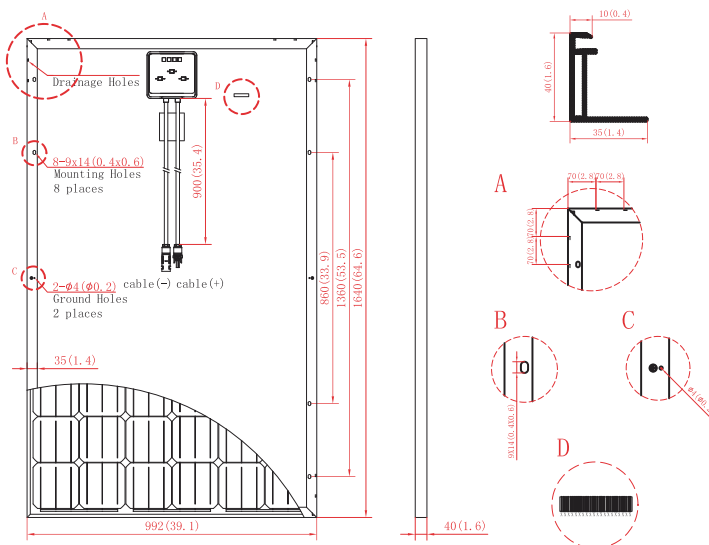 A
Drainage Holes
B
8-9x14(0.4x0.6)
Mounting Holes
8 places
C
2-ϕ4(ϕ0.2)
Ground Holes
2 places
cable(-) cable(+)
D
900(35.4)
860(33.9)
1360(53.5)
1640(64.6)
35(1.4)
992(39.1)
40(1.6)
10(0.4)
40(1.6)
35(1.4)
A
70(2.8)
70(2.8)
70(2.8)
70(2.8)
B
9X14(0.4X0.6)
C
D